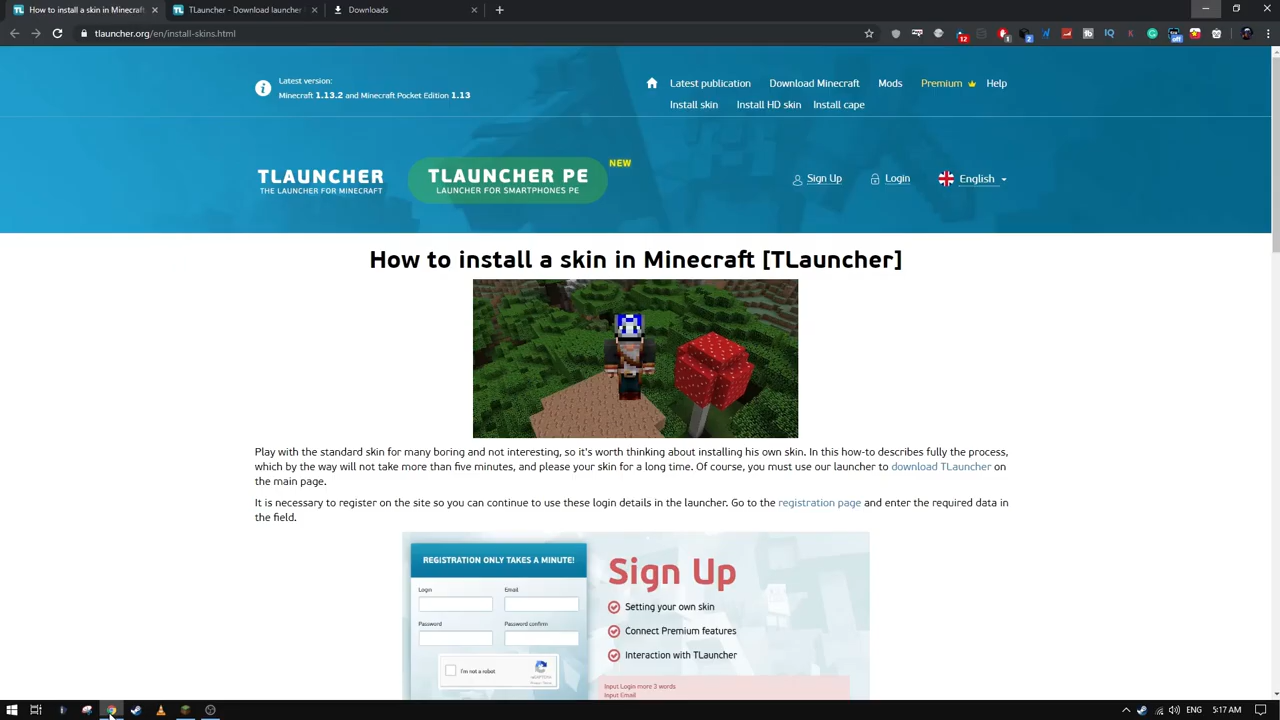 How to install a skin in Minecraft
TLauncher - Download Launcher
Downloads
tlauncher.org/en/install-skins.html
Latest version:
Minecraft 1.13.2 and Minecraft Pocket Edition 1.13
Latest publication
Download Minecraft
Mods
Premium
Help
Install skin
Install HD skin
Install cape
TLAUNCHER
THE LAUNCHER FOR MINECRAFT
TLAUNCHER PE
LAUNCHER FOR SMARTPHONES PE
NEW
Sign Up
Login
English
How to install a skin in Minecraft [TLauncher]
Play with the standard skin for many boring and not interesting, so it's worth thinking about installing his own skin. In this how-to describes fully the process,
which by the way will not take more than five minutes, and please your skin for a long time. Of course, you must use our launcher to download TLauncher on
the main page.
It is necessary to register on the site so you can continue to use these login details in the launcher. Go to the registration page and enter the required data in
the field.
REGISTRATION ONLY TAKES A MINUTE!
Login
Email
Password
Password confirm
I'm not a robot
Sign Up
Setting your own skin
Connect Premium features
Interaction with TLauncher
Input Login more 3 words
Input Email
ENG
5:17 AM